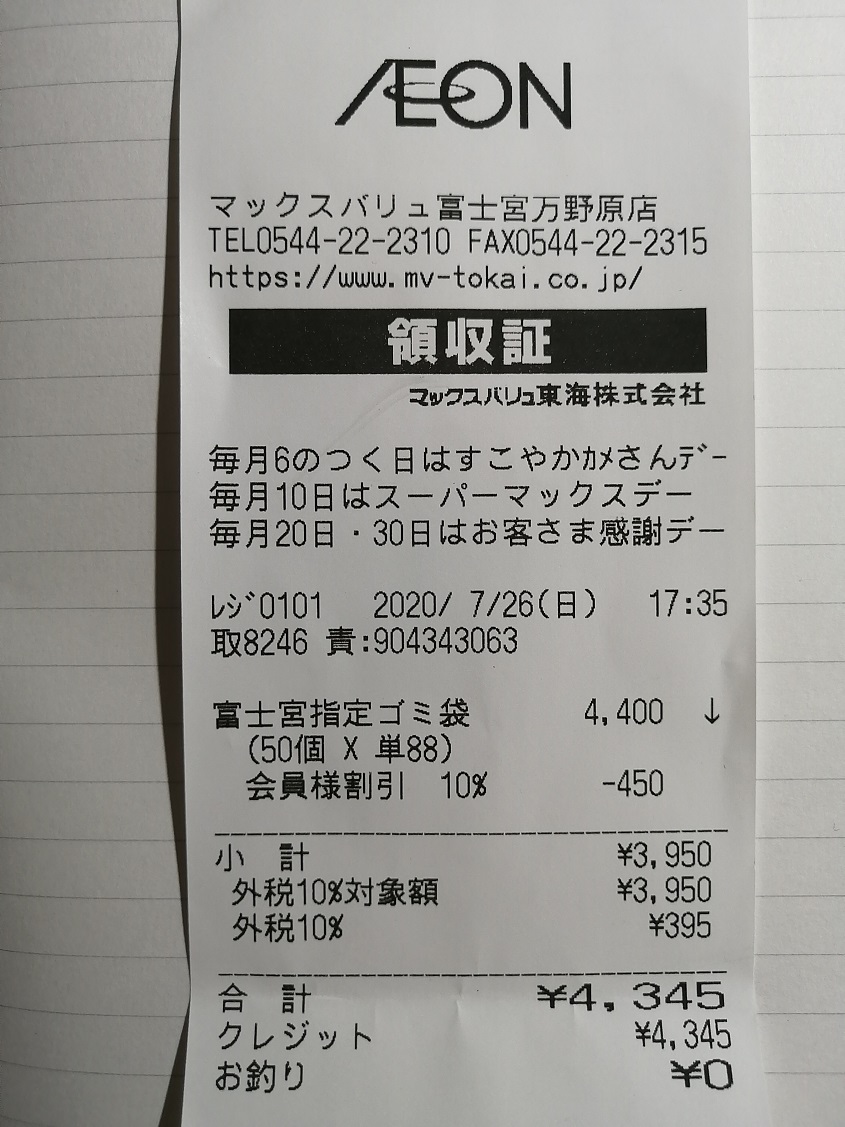 ÆON
マックスバリュ富士宮万野原店
TEL0544-22-2310 FAX0544-22-2315
https://www.mv-tokai.co.jp/
領収証
マックスバリュ東海株式会社
毎月6のつく日はすこやかカメさんデー
毎月10日はスーパーマックスデー
毎月20日・30日はお客さま感謝デー
レジ0101 2020/ 7/26(日) 17:35
取8246 責:904343063
富士宮指定ゴミ袋 4,400 ↓
(50個 X 単88)
会員様割引 10% -450
小 計 ¥3,950
外税10%対象額 ¥3,950
外税10% ¥395
合 計 ¥4,345
クレジット ¥4,345
お釣り ¥0